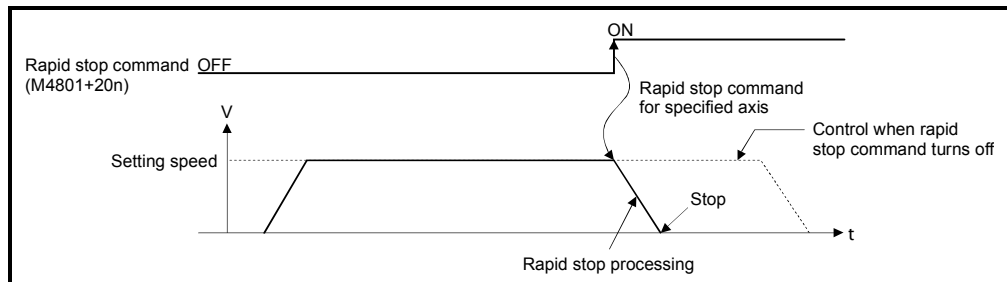 ON
Rapid stop command OFF
(M4801+20n)
Rapid stop command
for specified axis
V
Control when rapid
stop command turns off
Setting speed
Stop
t
Rapid stop processing